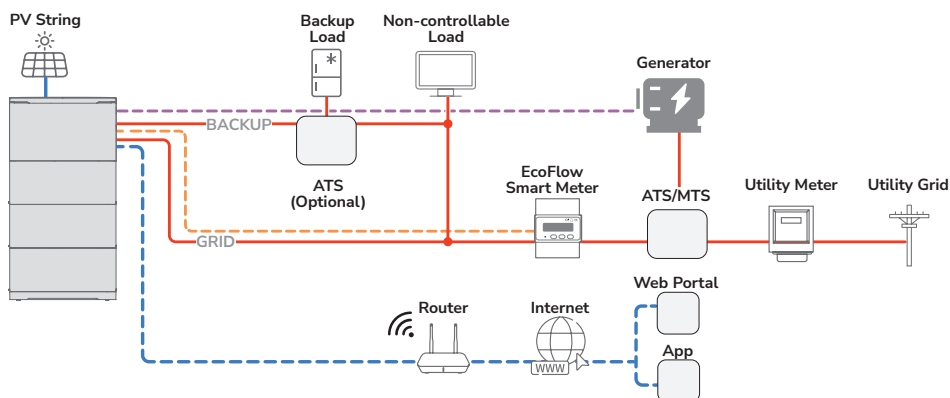 PV String
Backup
Load
Non-controllable
Load
Generator
BACKUP
ATS
(Optional)
EcoFlow
Smart Meter
ATS/MTS
Utility Meter
Utility Grid
GRID
Web Portal
Router
Internet
WWW
App